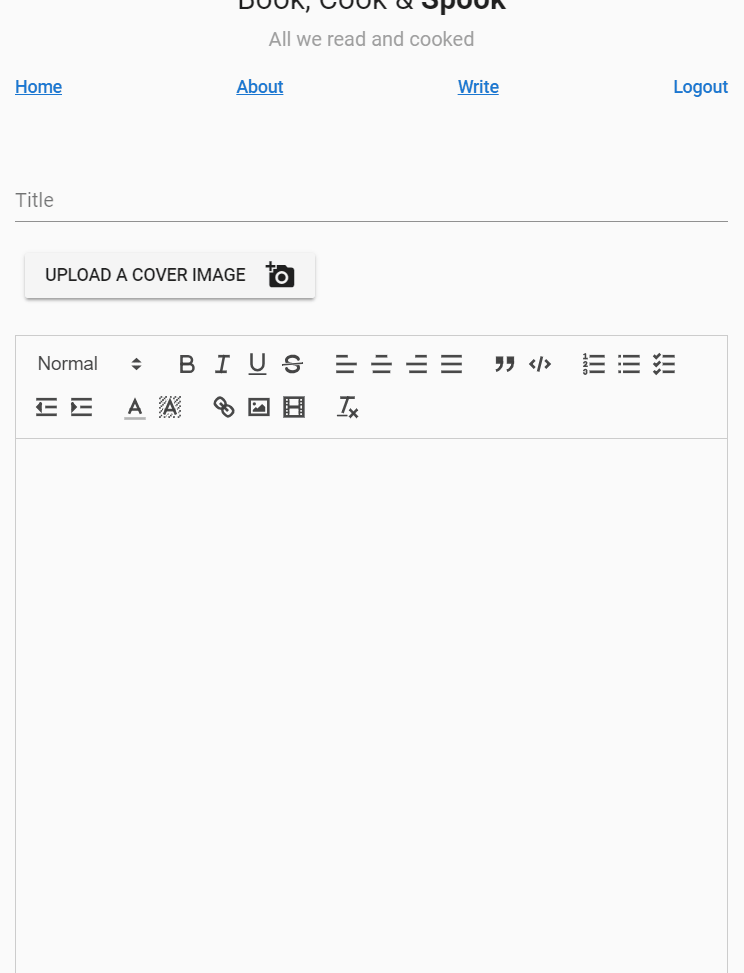 Book, Cook & Spook
All we read and cooked
Home About Write Logout
Title
UPLOAD A COVER IMAGE
Normal